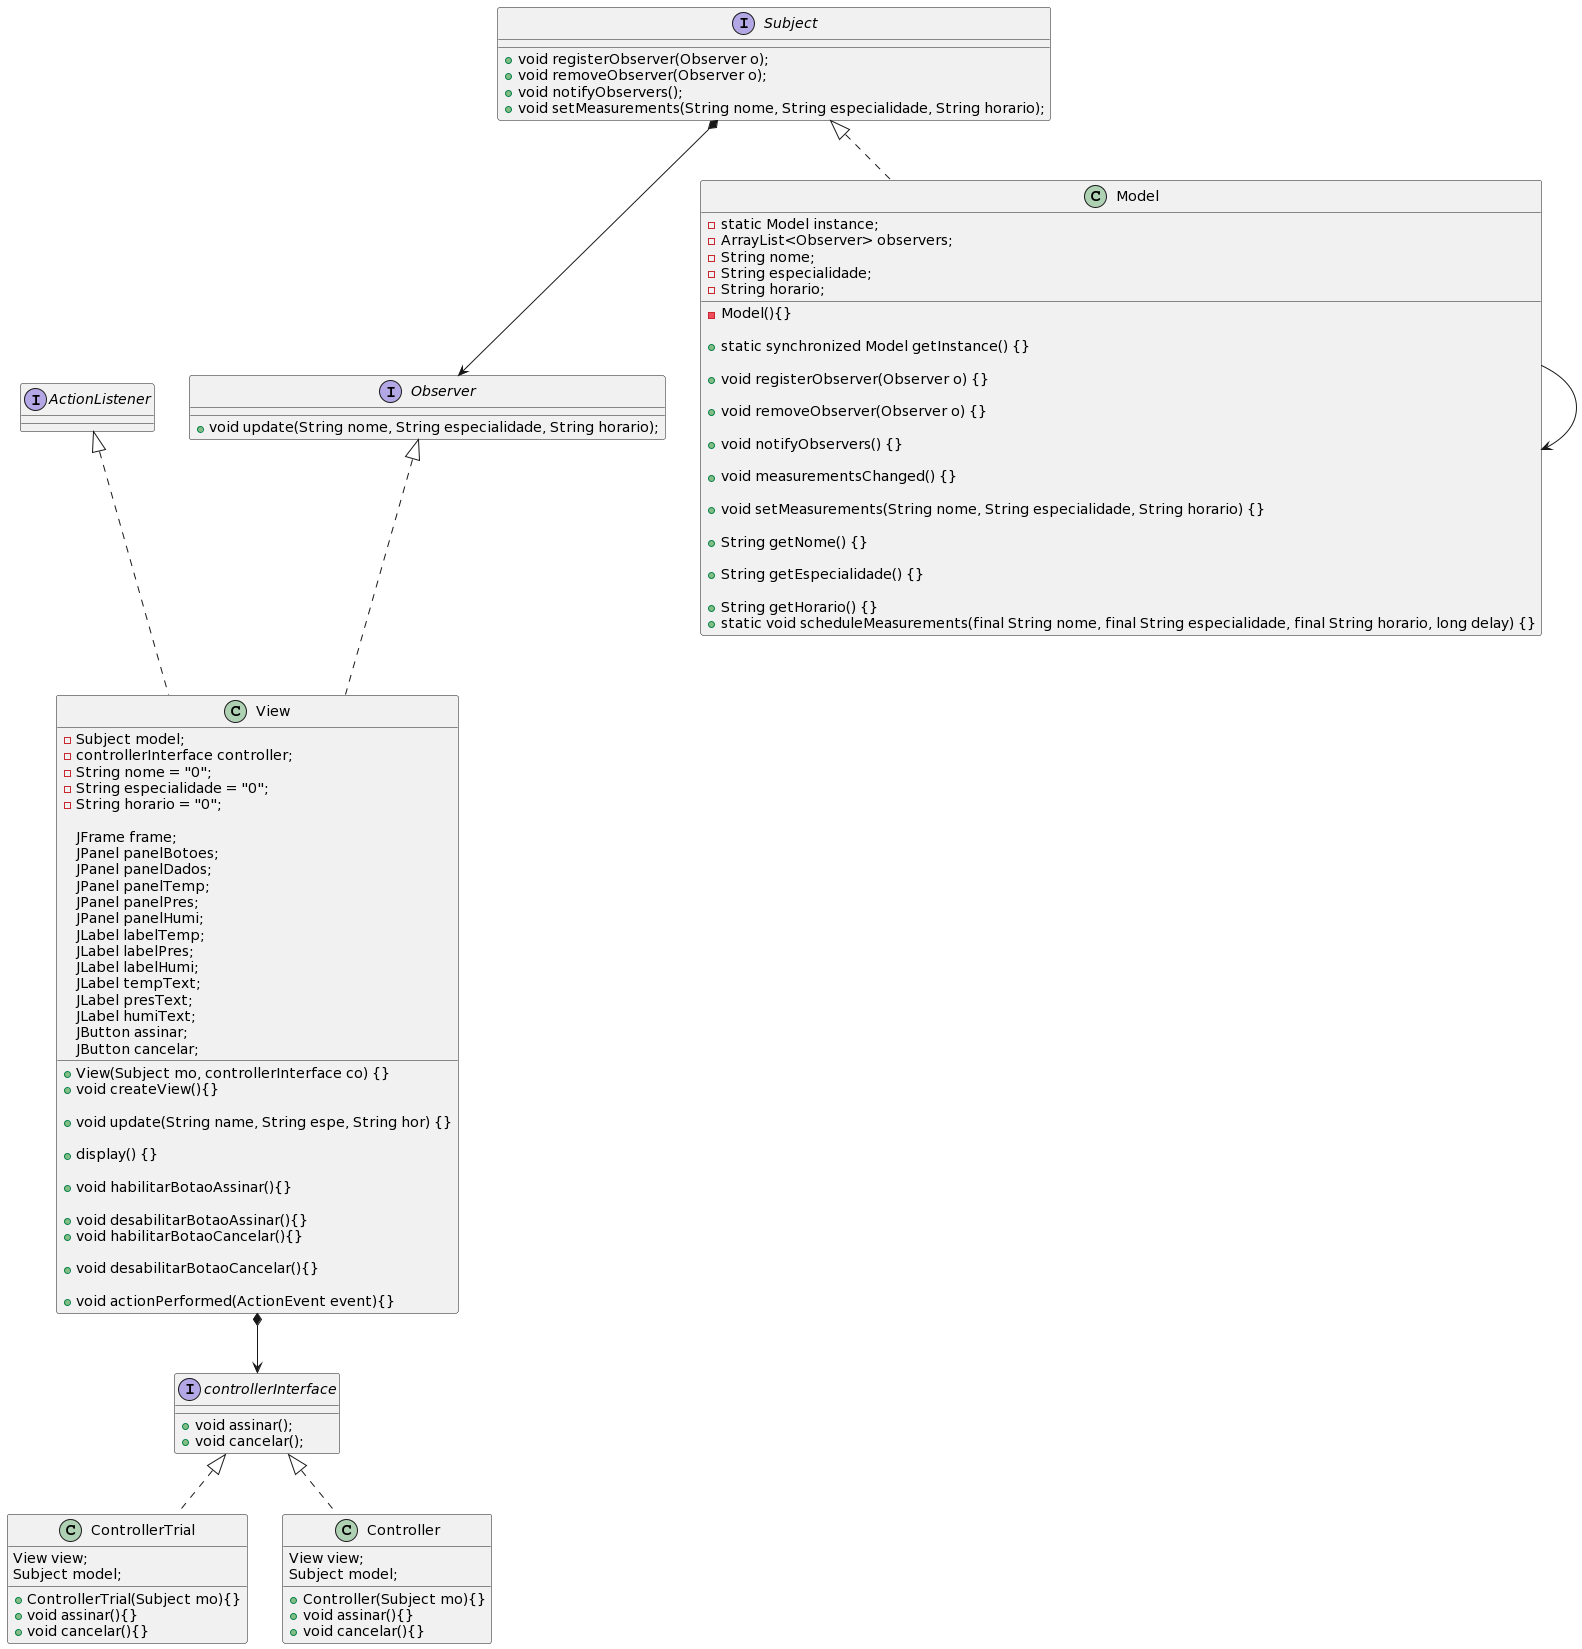 Subject
void registerObserver(Observer o);
void removeObserver(Observer o);
void notifyObservers();
void setMeasurements(String nome, String especialidade, String horario);
Model
static Model instance;
ArrayList<Observer> observers;
String nome;
String especialidade;
String horario;
Model(){}
static synchronized Model getInstance() {}
void registerObserver(Observer o) {}
void removeObserver(Observer o) {}
void notifyObservers() {}
void measurementsChanged() {}
void setMeasurements(String nome, String especialidade, String horario) {}
String getNome() {}
String getEspecialidade() {}
String getHorario() {}
static void scheduleMeasurements(final String nome, final String especialidade, final String horario, long delay) {}
ActionListener
Observer
void update(String nome, String especialidade, String horario);
View
Subject model;
controllerInterface controller;
String nome = "0";
String especialidade = "0";
String horario = "0";
JFrame frame;
JPanel panelBotoes;
JPanel panelDados;
JPanel panelTemp;
JPanel panelPres;
JPanel panelHumi;
JLabel labelTemp;
JLabel labelPres;
JLabel labelHumi;
JLabel tempText;
JLabel presText;
JLabel humiText;
JButton assinar;
JButton cancelar;
View(Subject mo, controllerInterface co) {}
void createView(){}
void update(String name, String espe, String hor) {}
display() {}
void habilitarBotaoAssinar(){}
void desabilitarBotaoAssinar(){}
void habilitarBotaoCancelar(){}
void desabilitarBotaoCancelar(){}
void actionPerformed(ActionEvent event){}
controllerInterface
void assinar();
void cancelar();
ControllerTrial
View view;
Subject model;
ControllerTrial(Subject mo){}
void assinar(){}
void cancelar(){}
Controller
View view;
Subject model;
Controller(Subject mo){}
void assinar(){}
void cancelar(){}